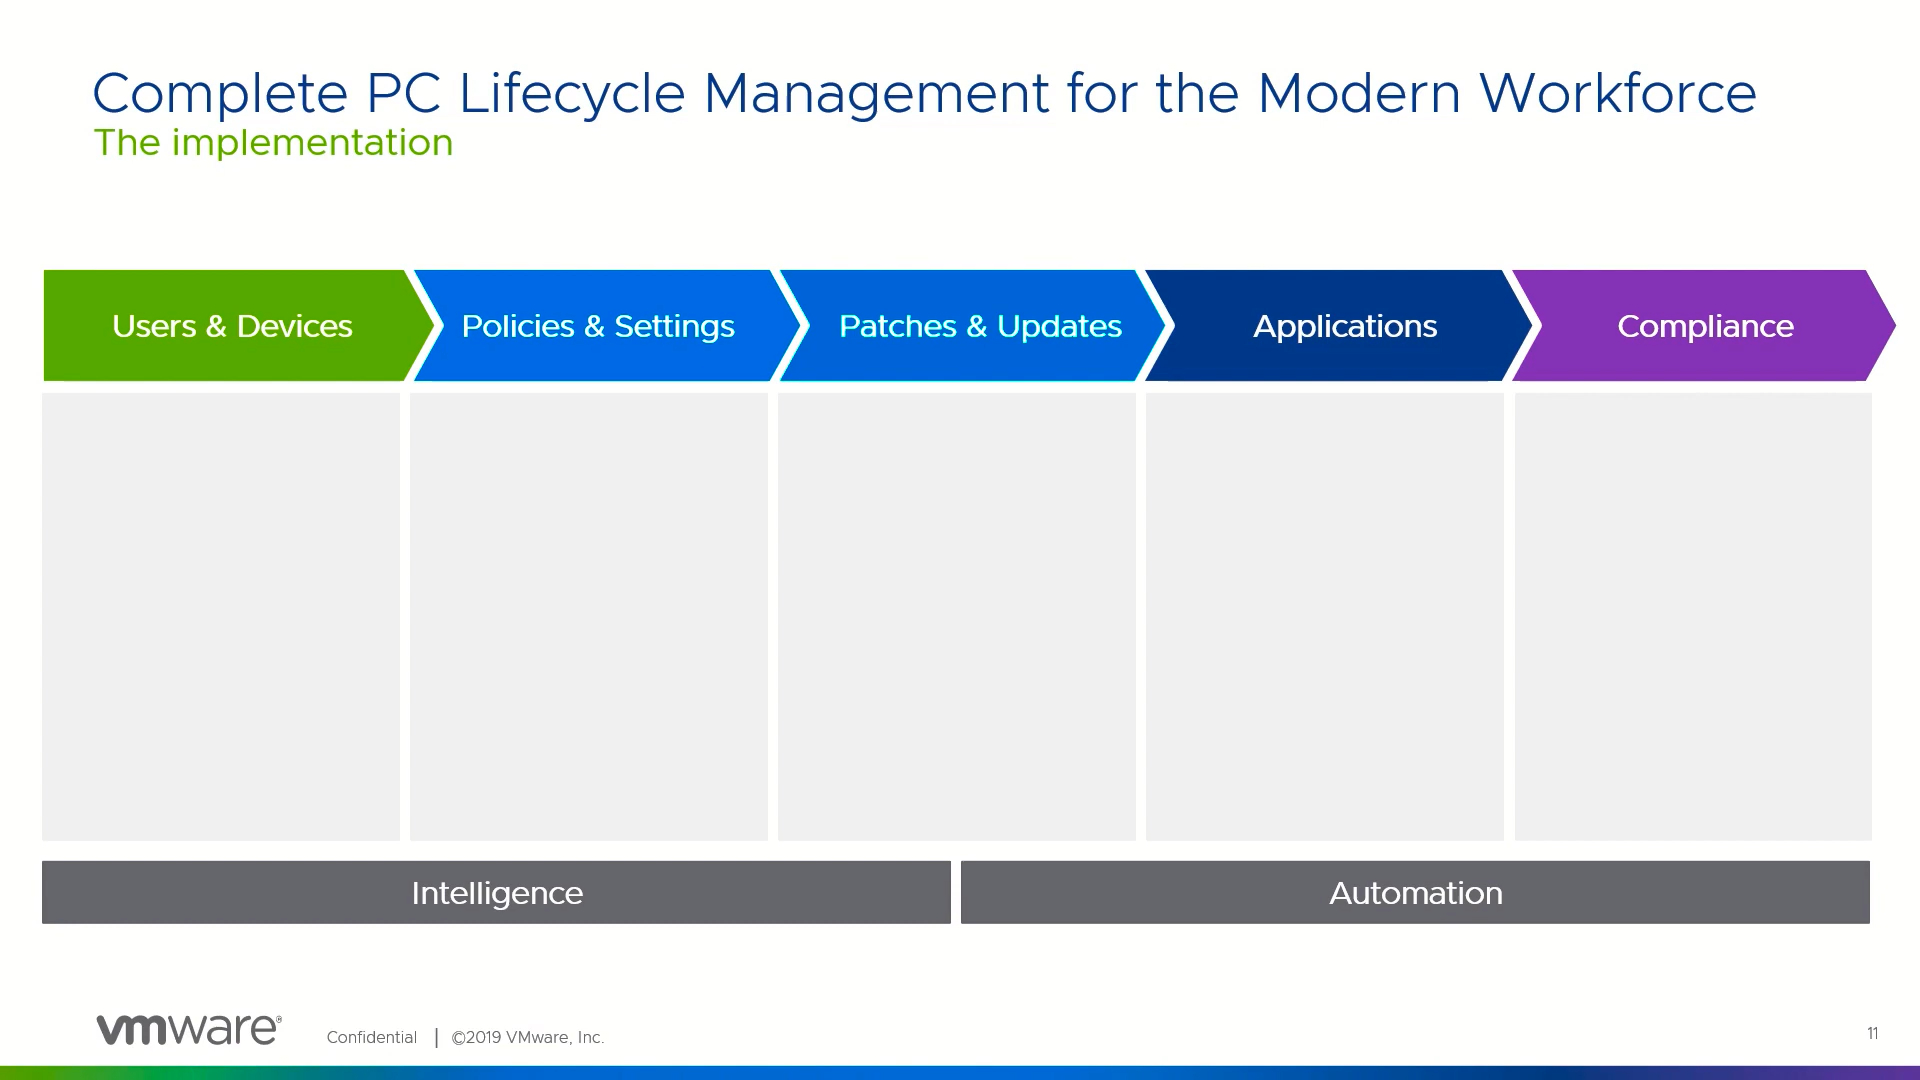 Complete PC Lifecycle Management for the Modern Workforce
The implementation
Users & Devices
Policies & Settings
Patches & Updates
Applications
Compliance
Intelligence
Automation
vmware®
Confidential | ©2019 VMware, Inc.
11